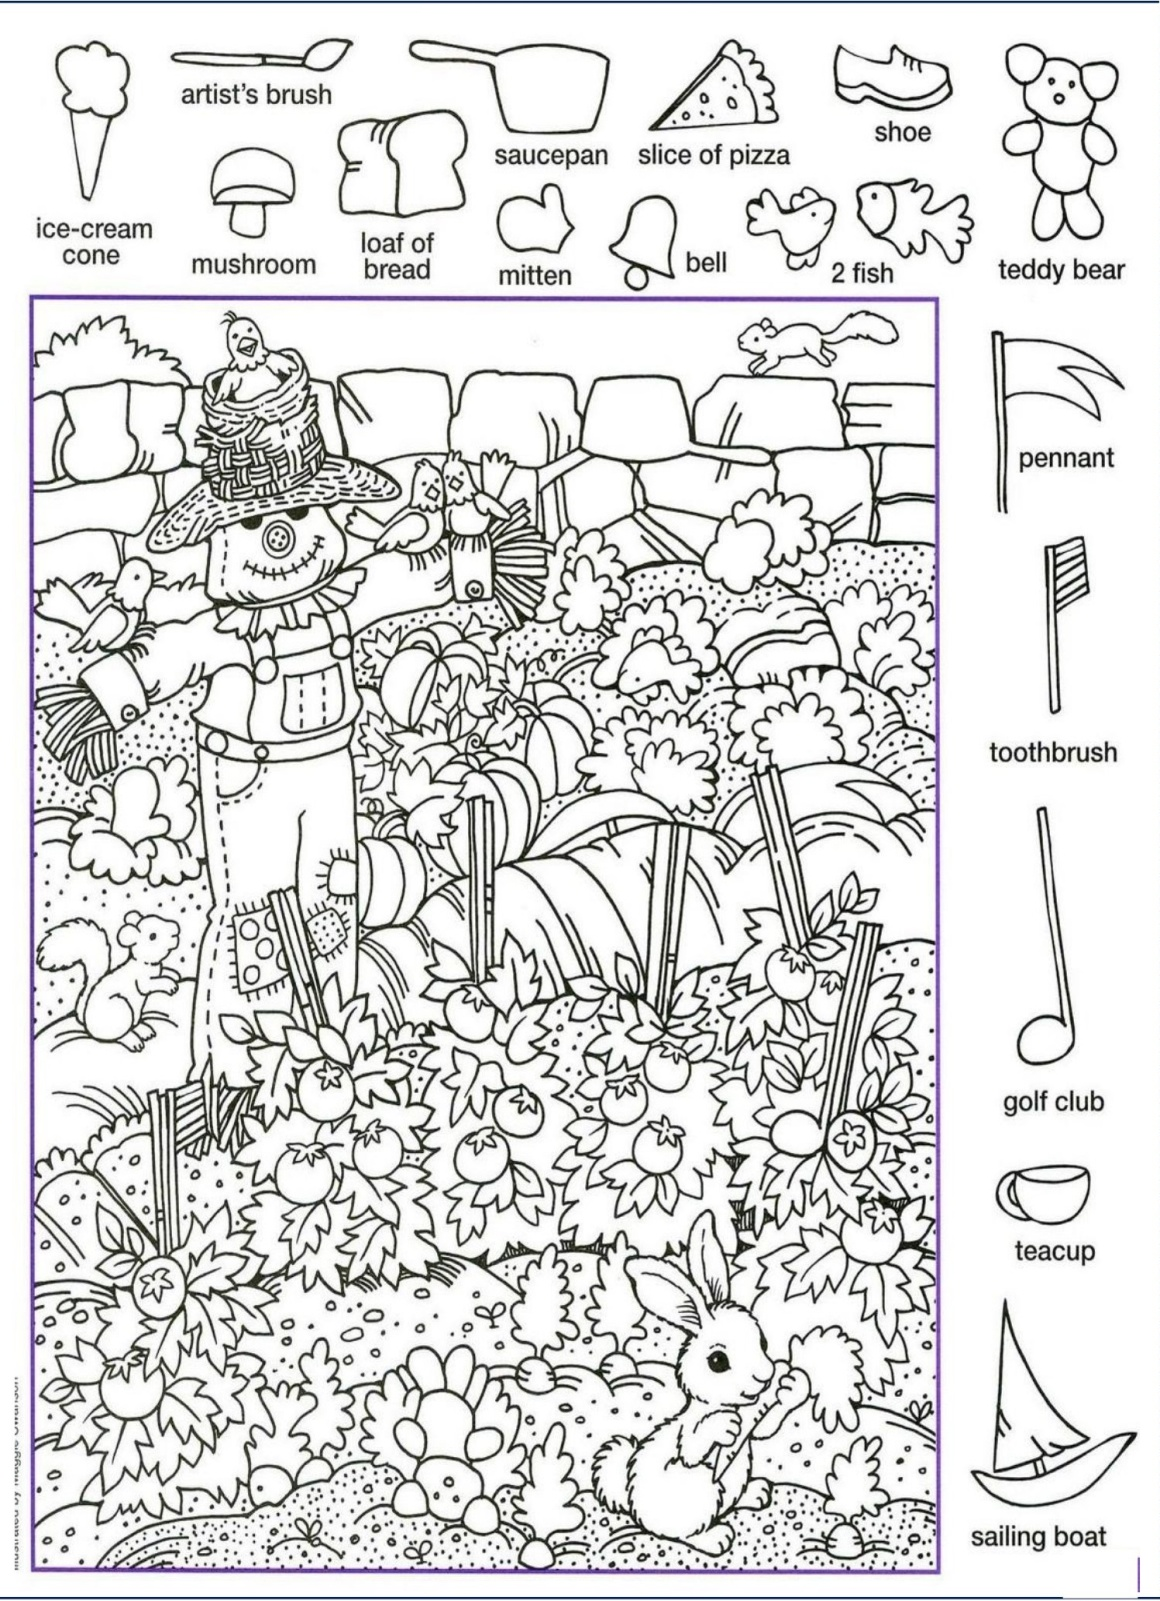 artist's brush
saucepan
slice of pizza
shoe
ice-cream
cone
mushroom
loaf of
bread
mitten
bell
2 fish
teddy bear
pennant
toothbrush
golf club
teacup
sailing boat